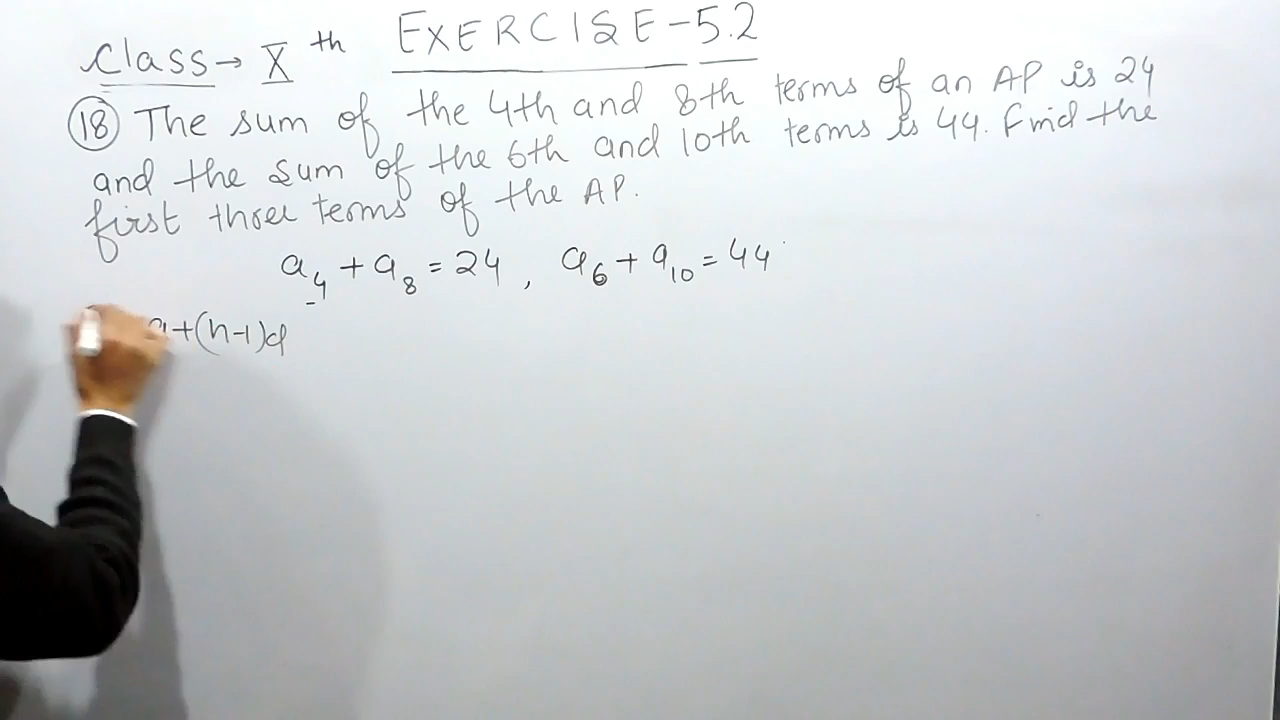 Class → X th EXERCISE-5.2
(18) The sum of the 4th and 8th terms of an AP is 24
and the sum of the 6th and 10th terms is 44. Find the
first three terms of the AP.
a₄ + a₈ = 24 , a₆ + a₁₀ = 44
a+(n-1)d